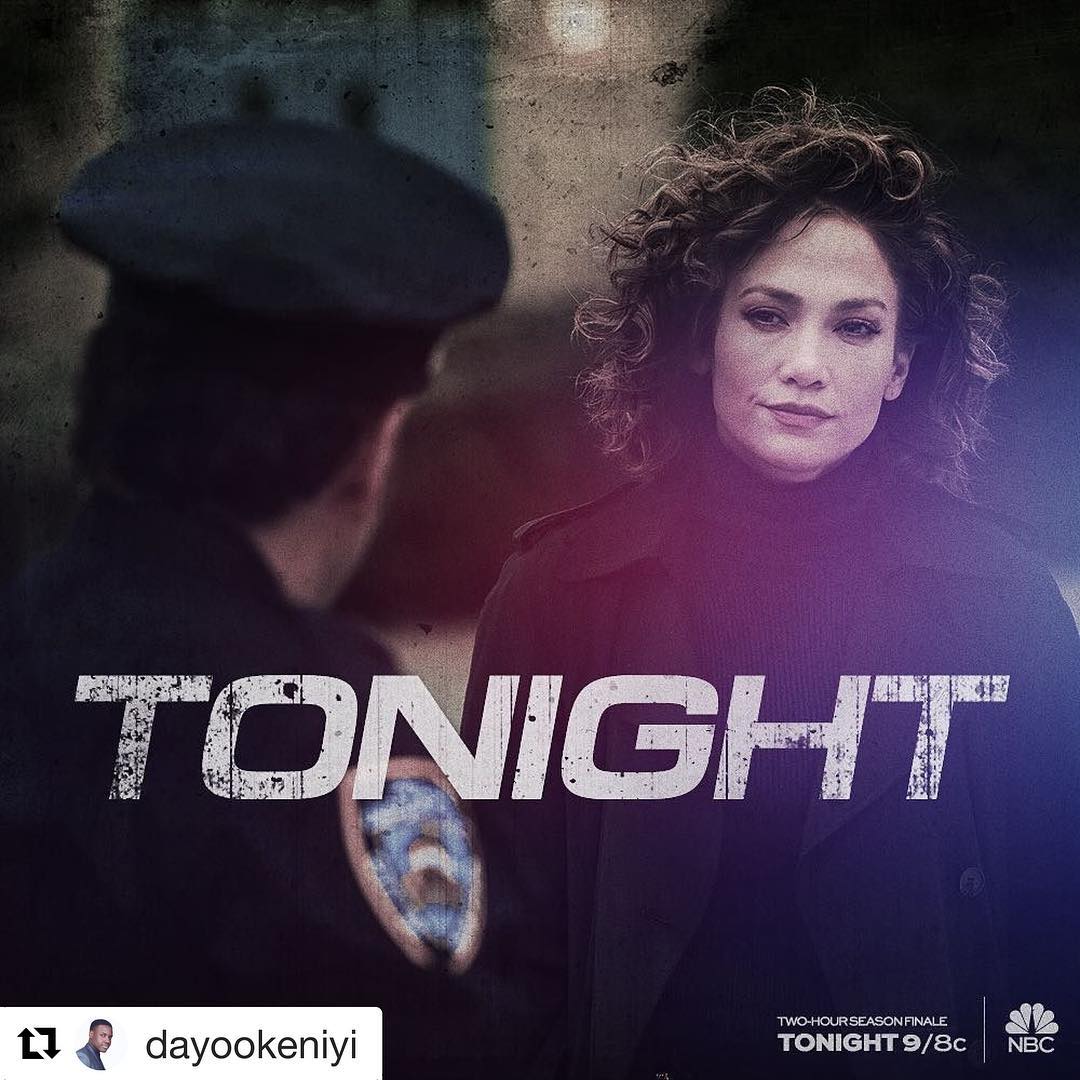 TONIGHT
TWO-HOUR SEASON FINALE
TONIGHT 9/8c
NBC
dayookeniyi